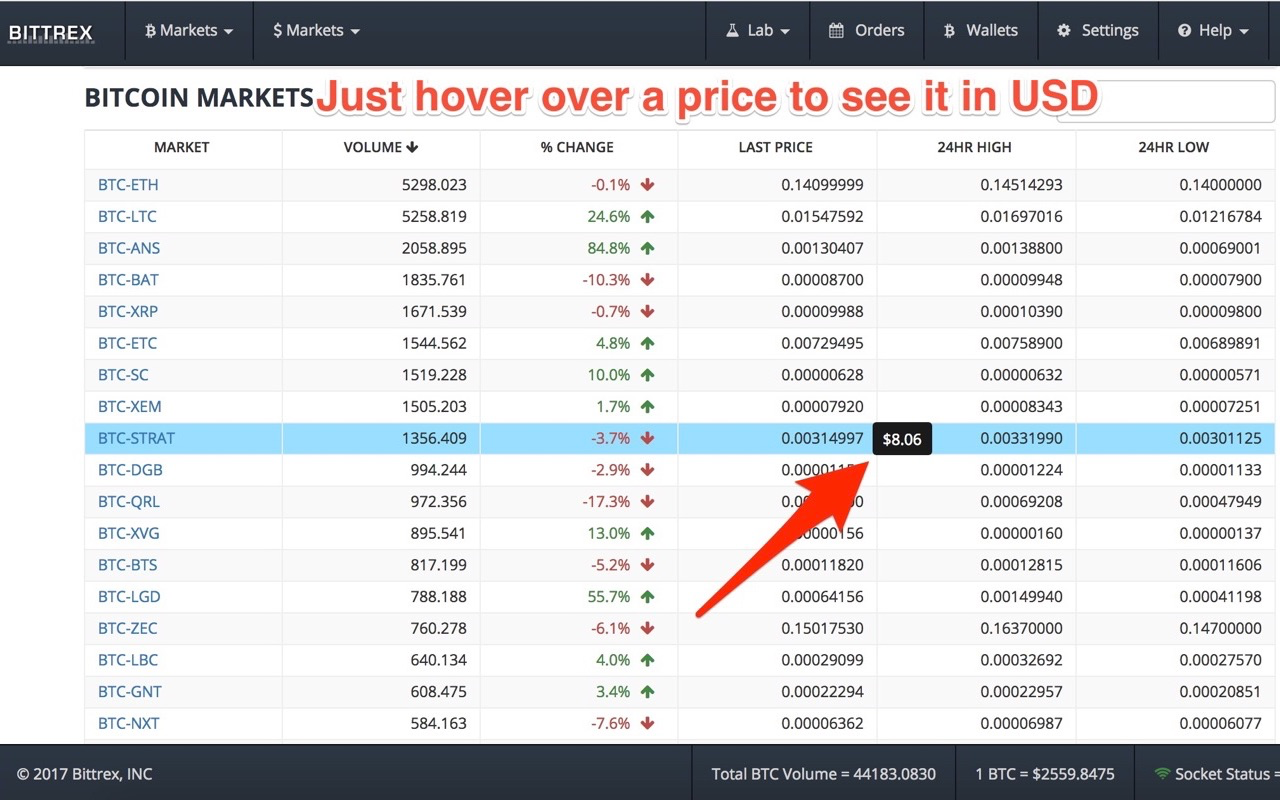 BITTREX Markets $ Markets Lab Orders Wallets Settings Help
BITCOIN MARKETS Just hover over a price to see it in USD
MARKET VOLUME % CHANGE LAST PRICE 24HR HIGH 24HR LOW
BTC-ETH 5298.023 -0.1% 0.14099999 0.14514293 0.14000000
BTC-LTC 5258.819 24.6% 0.01547592 0.01697016 0.01216784
BTC-ANS 2058.895 84.8% 0.00130407 0.00138800 0.00069001
BTC-BAT 1835.761 -10.3% 0.00008700 0.00009948 0.00007900
BTC-XRP 1671.539 -0.7% 0.00009988 0.00010390 0.00009800
BTC-ETC 1544.562 4.8% 0.00729495 0.00758900 0.00689891
BTC-SC 1519.228 10.0% 0.00000628 0.00000632 0.00000571
BTC-XEM 1505.203 1.7% 0.00007920 0.00008343 0.00007251
BTC-STRAT 1356.409 -3.7% 0.00314997 $8.06 0.00331990 0.00301125
BTC-DGB 994.244 -2.9% 0.00001224 0.00001133
BTC-QRL 972.356 -17.3% 0.00069208 0.00047949
BTC-XVG 895.541 13.0% 0.00000160 0.00000137
BTC-BTS 817.199 -5.2% 0.00011820 0.00012815 0.00011606
BTC-LGD 788.188 55.7% 0.00064156 0.00149940 0.00041198
BTC-ZEC 760.278 -6.1% 0.15017530 0.16370000 0.14700000
BTC-LBC 640.134 4.0% 0.00029099 0.00032692 0.00027570
BTC-GNT 608.475 3.4% 0.00022294 0.00022957 0.00020851
BTC-NXT 584.163 -7.6% 0.00006362 0.00006987 0.00006077
© 2017 Bittrex, INC Total BTC Volume = 44183.0830 1 BTC = $2559.8475 Socket Status =